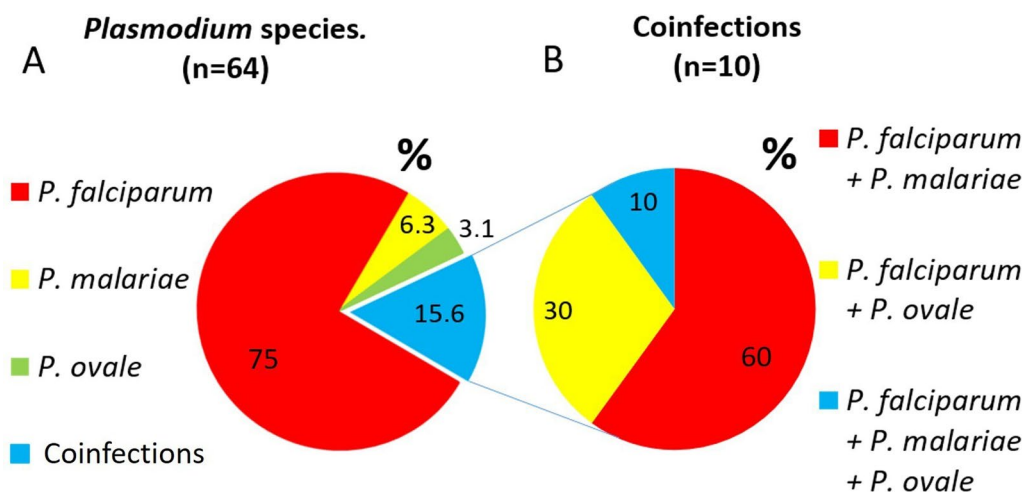 A
Plasmodium species.
(n=64)
%
P. falciparum
P. malariae
P. ovale
Coinfections
6.3
3.1
15.6
75
B
Coinfections
(n=10)
%
10
30
60
P. falciparum
+ P. malariae
P. falciparum
+ P. ovale
P. falciparum
+ P. malariae
+ P. ovale